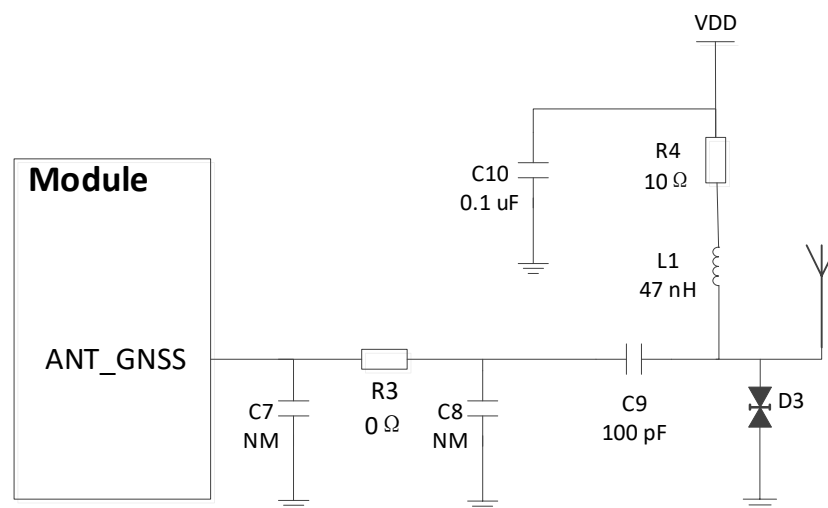 VDD
R4
10 Ω
C10
0.1 uF
Module
L1
47 nH
ANT_GNSS
R3
0 Ω
C7
NM
C8
NM
C9
100 pF
D3